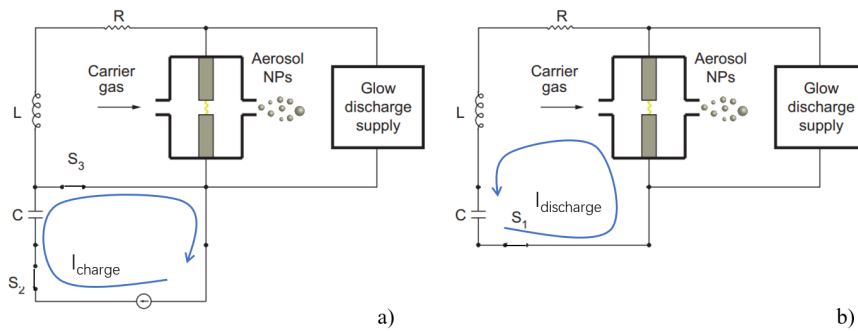 R
Carrier
gas
Aerosol
NPs
Glow
discharge
supply
L
S3
C
Icharge
S2
a)
R
Carrier
gas
Aerosol
NPs
Glow
discharge
supply
L
C
Idischarge
S1
b)